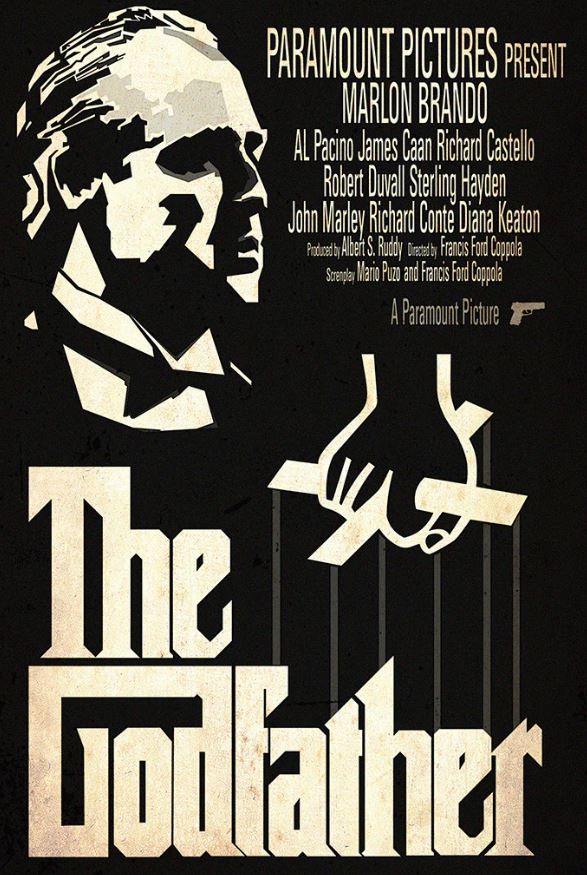 PARAMOUNT PICTURES PRESENT
MARLON BRANDO
AL Pacino James Caan Richard Castello
Robert Duvall Sterling Hayden
John Marley Richard Conte Diana Keaton
Produced by Albert S. Ruddy Directed by Francis Ford Coppola
Screnplay Mario Puzo and Francis Ford Coppola
A Paramount Picture
The
Godfather